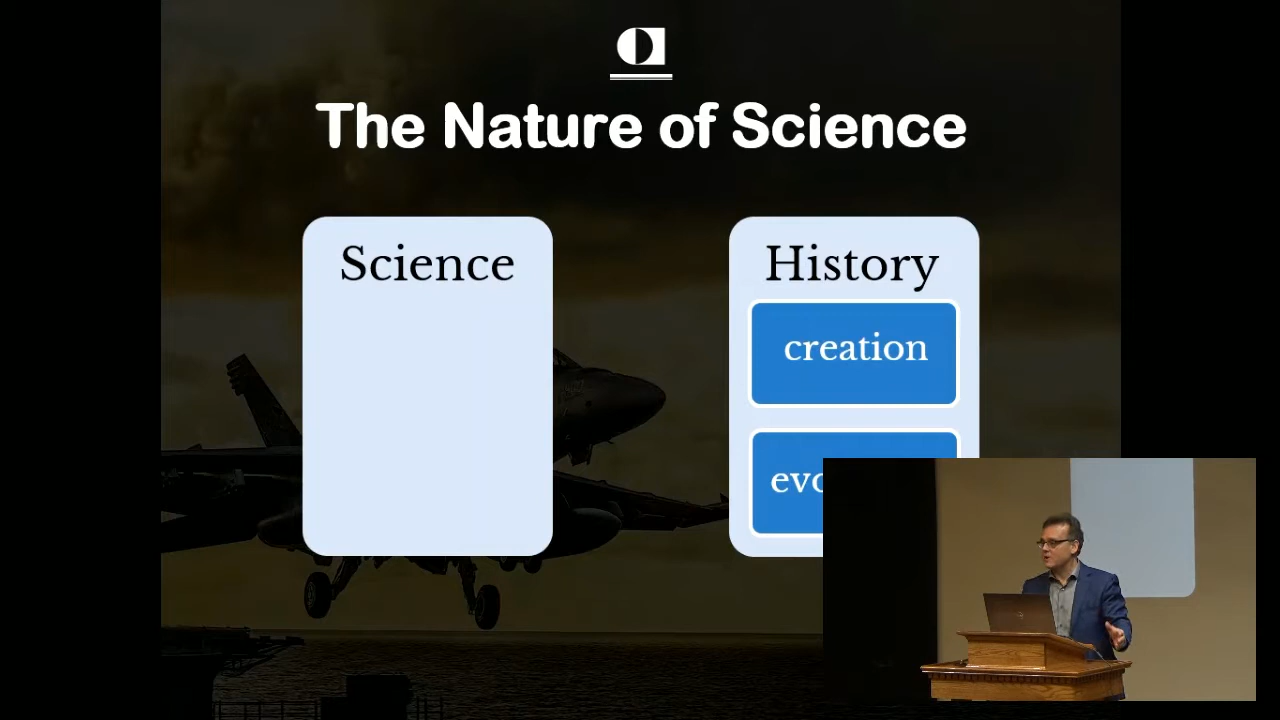 The Nature of Science
Science
History
creation